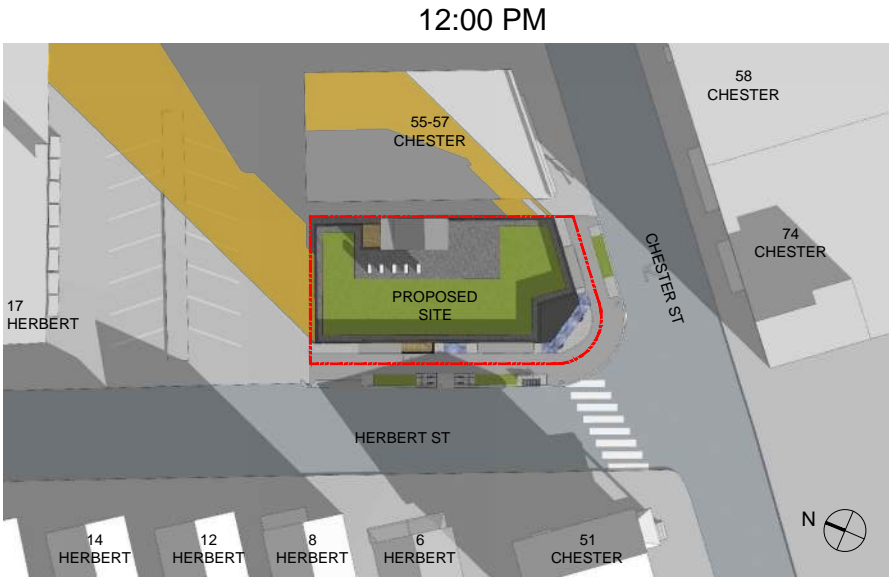 12:00 PM
58
CHESTER
55-57
CHESTER
74
CHESTER
CHESTER ST
PROPOSED
SITE
17
HERBERT
HERBERT ST
N
14
HERBERT
12
HERBERT
8
HERBERT
6
HERBERT
51
CHESTER